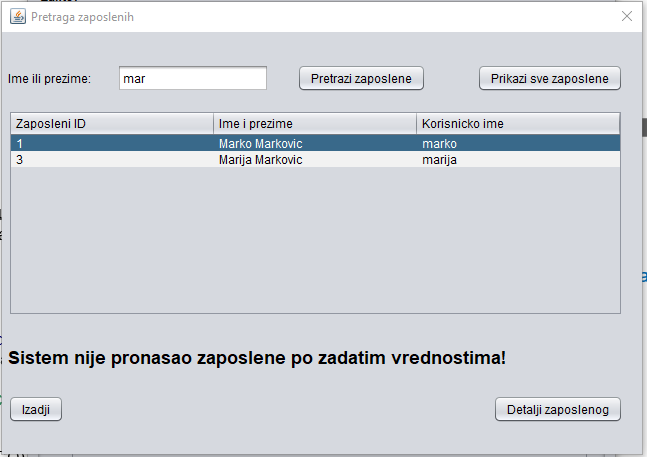 Pretraga zaposlenih
Ime ili prezime: mar Pretrazi zaposlene Prikazi sve zaposlene
Zaposleni ID Ime i prezime Korisnicko ime
1 Marko Markovic marko
3 Marija Markovic marija
Sistem nije pronasao zaposlene po zadatim vrednostima!
Izadji Detalji zaposlenog